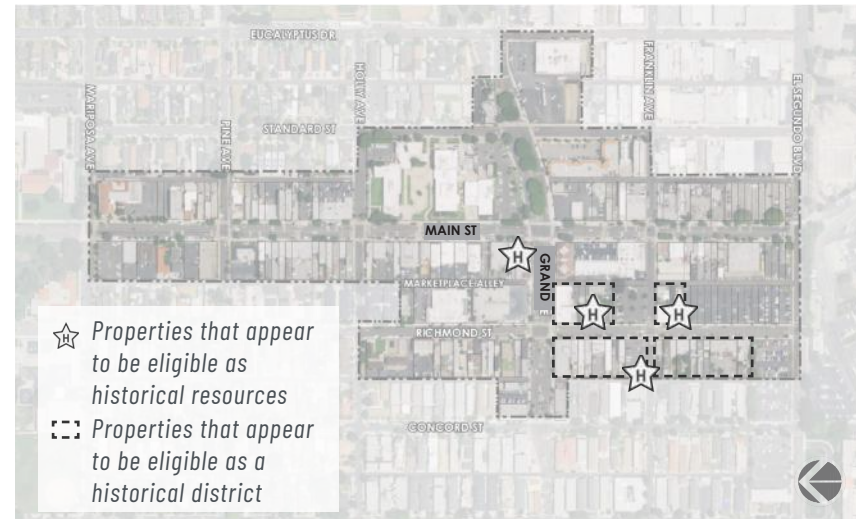 EUCALYPTUS DR
MARIPOSA AVE
PINE AVE
HOLLY AVE
FRANKLIN AVE
EL SEGUNDO BLVD
STANDARD ST
MAIN ST
H
GRAND
E
MARKETPLACE ALLEY
H
H
RICHMOND ST
H
CONCORD ST
H Properties that appear
to be eligible as
historical resources
Properties that appear
to be eligible as a
historical district